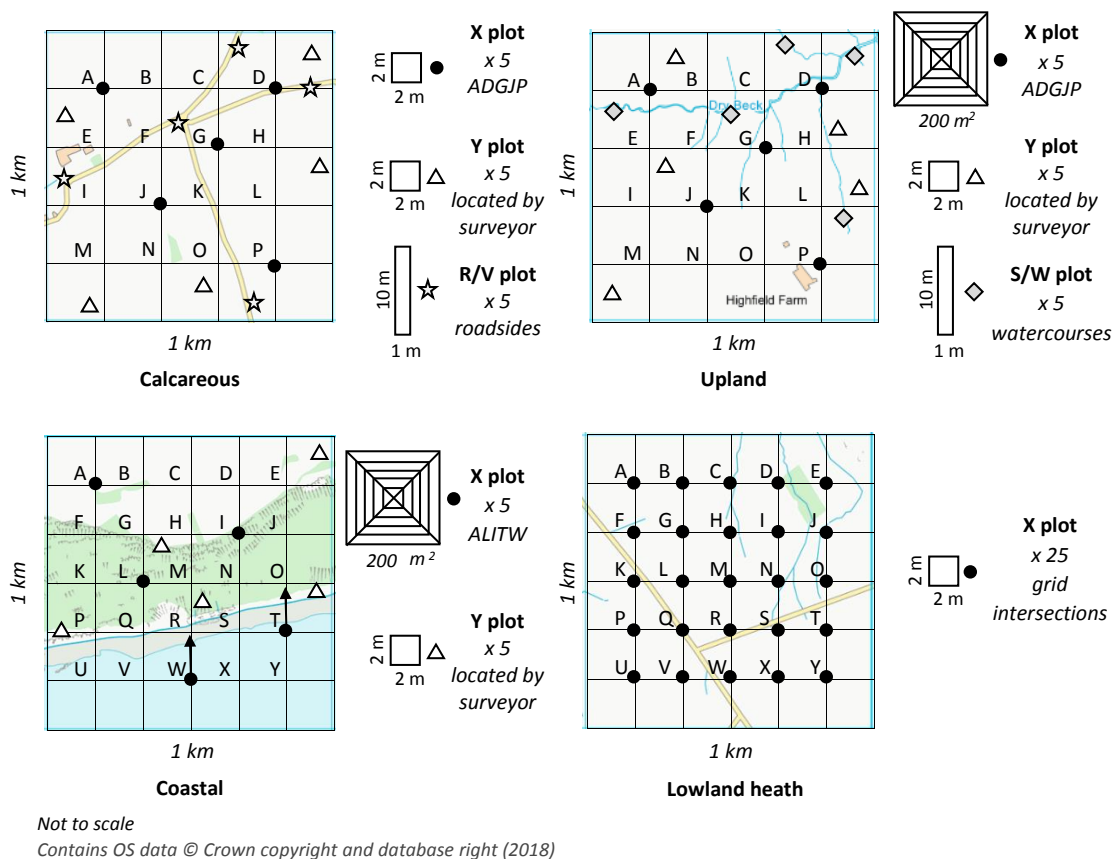 A B C D
E F G H
I J K L
M N O P
1 km
1 km
Calcareous
2 m
2 m
X plot
x 5
ADGJP
2 m
2 m
Y plot
x 5
located by
surveyor
10 m
1 m
R/V plot
x 5
roadsides
A B C D
Dry Beck
E F G H
I J K L
M N O P
Highfield Farm
1 km
1 km
Upland
200 m²
X plot
x 5
ADGJP
2 m
2 m
Y plot
x 5
located by
surveyor
10 m
1 m
S/W plot
x 5
watercourses
A B C D E
F G H I J
K L M N O
P Q R S T
U V W X Y
1 km
1 km
Coastal
200 m²
X plot
x 5
ALITW
2 m
2 m
Y plot
x 5
located by
surveyor
A B C D E
F G H I J
K L M N O
P Q R S T
U V W X Y
1 km
1 km
Lowland heath
2 m
2 m
X plot
x 25
grid
intersections
Not to scale
Contains OS data © Crown copyright and database right (2018)